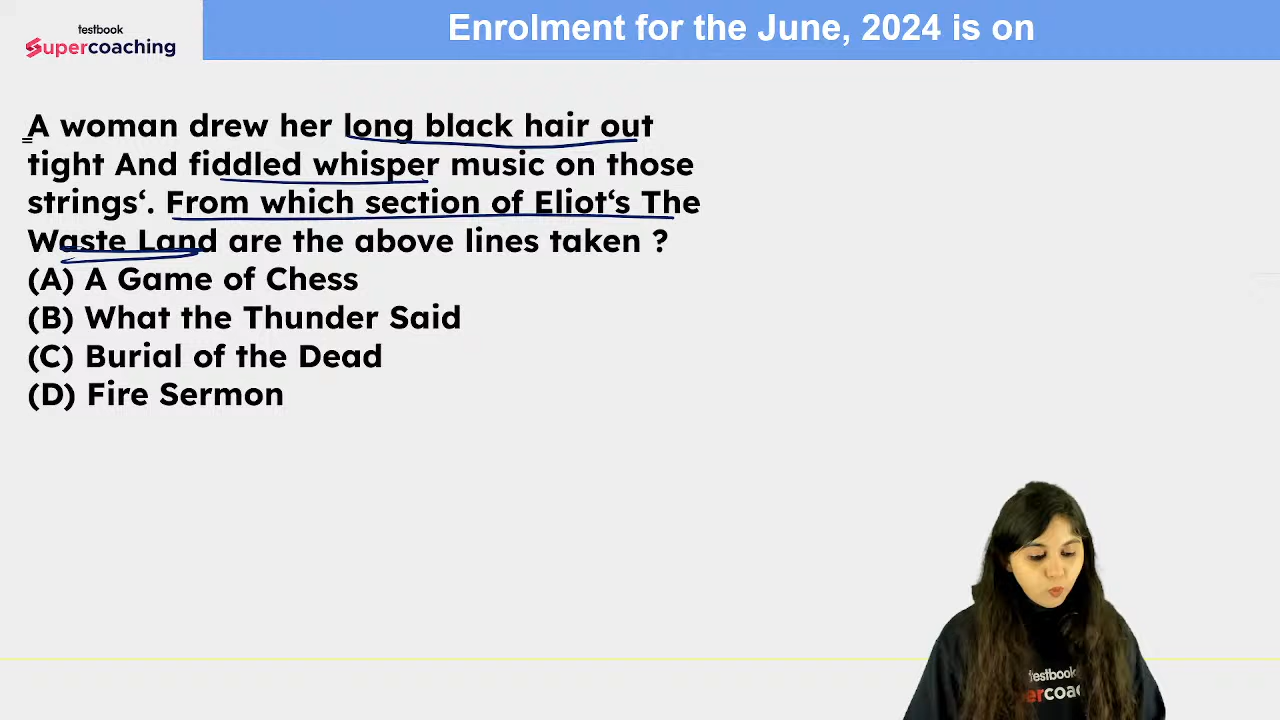 testbook
Supercoaching
Enrolment for the June, 2024 is on
A woman drew her long black hair out
tight And fiddled whisper music on those
strings‘. From which section of Eliot‘s The
Waste Land are the above lines taken ?
(A) A Game of Chess
(B) What the Thunder Said
(C) Burial of the Dead
(D) Fire Sermon
testbook
ercoac